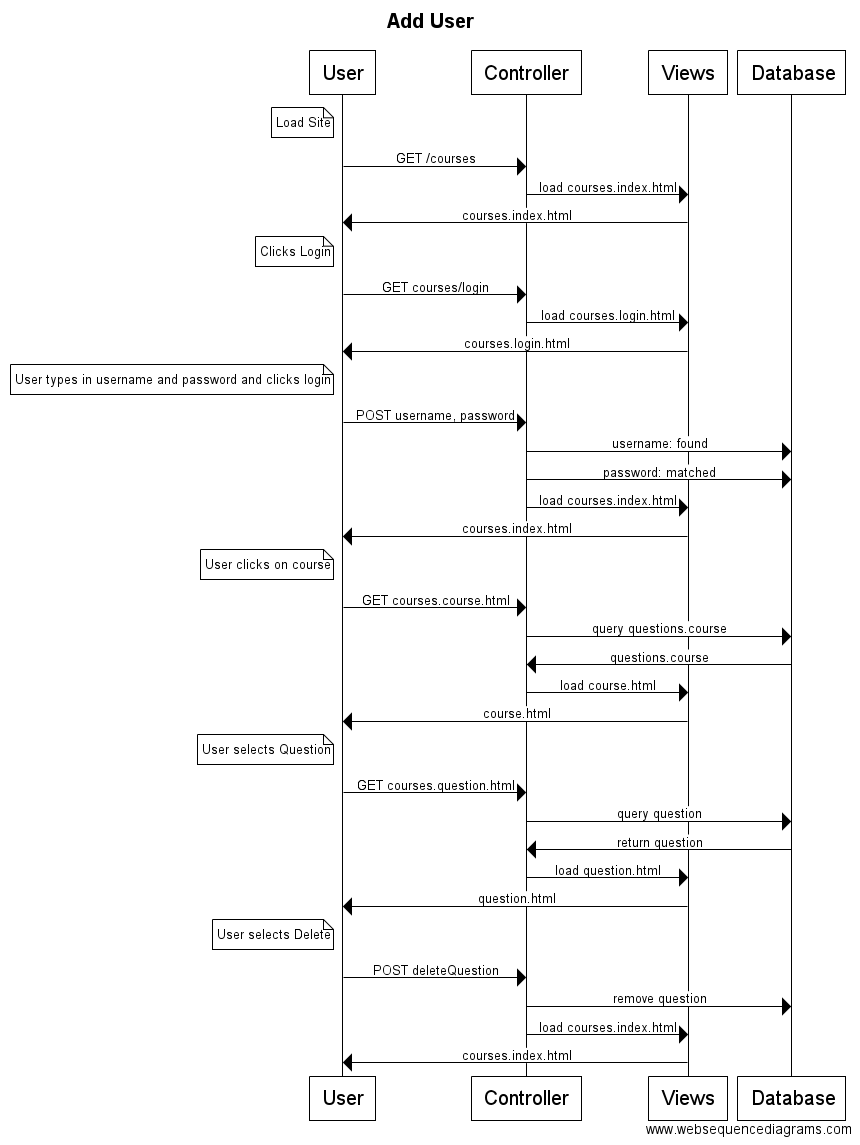 Add User
User Controller Views Database
Load Site
GET /courses
load courses.index.html
courses.index.html
Clicks Login
GET courses/login
load courses.login.html
courses.login.html
User types in username and password and clicks login
POST username, password
username: found
password: matched
load courses.index.html
courses.index.html
User clicks on course
GET courses.course.html
query questions.course
questions.course
load course.html
course.html
User selects Question
GET courses.question.html
query question
return question
load question.html
question.html
User selects Delete
POST deleteQuestion
remove question
load courses.index.html
courses.index.html
User Controller Views Database
www.websequencediagrams.com